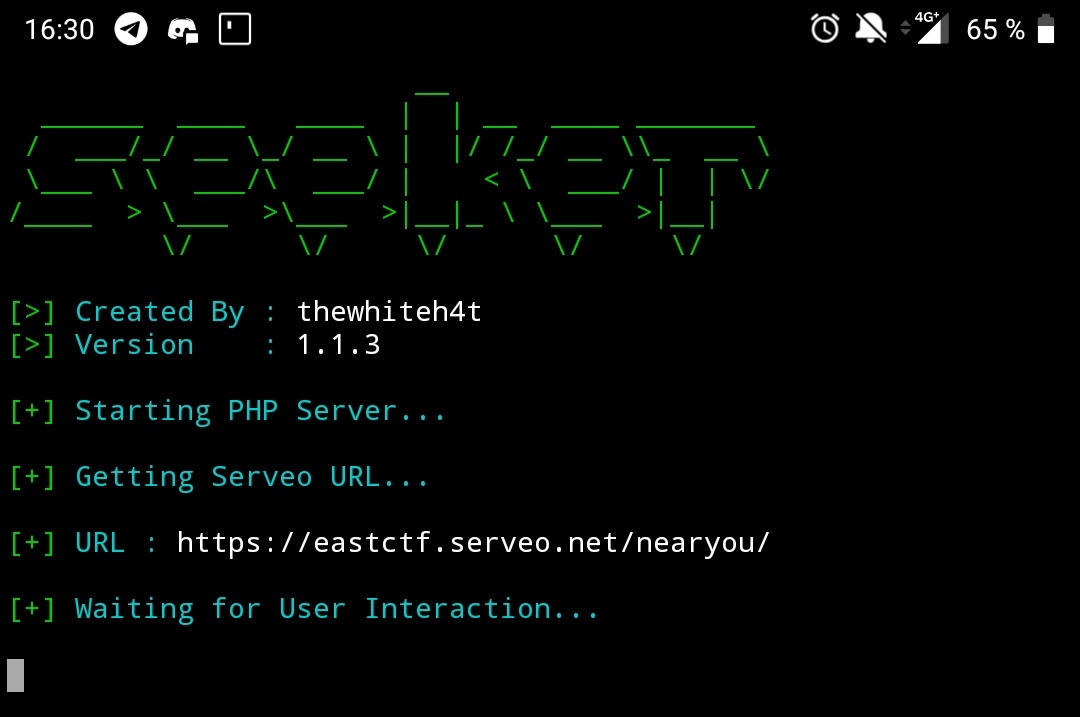 16:30 4G+ 65 %
seeker
[>] Created By : thewhiteh4t
[>] Version    : 1.1.3
[+] Starting PHP Server...
[+] Getting Serveo URL...
[+] URL : https://eastctf.serveo.net/nearyou/
[+] Waiting for User Interaction...